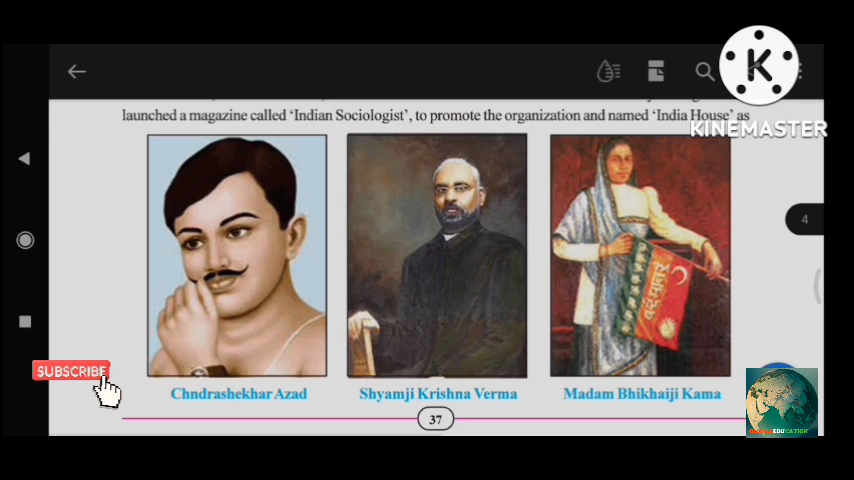 K
KINEMASTER
launched a magazine called ‘Indian Sociologist’, to promote the organization and named ‘India House’ as
4
वंदे मातरम्
SUBSCRIBE
Chndrashekhar Azad
Shyamji Krishna Verma
Madam Bhikhaiji Kama
37
EDUCATION